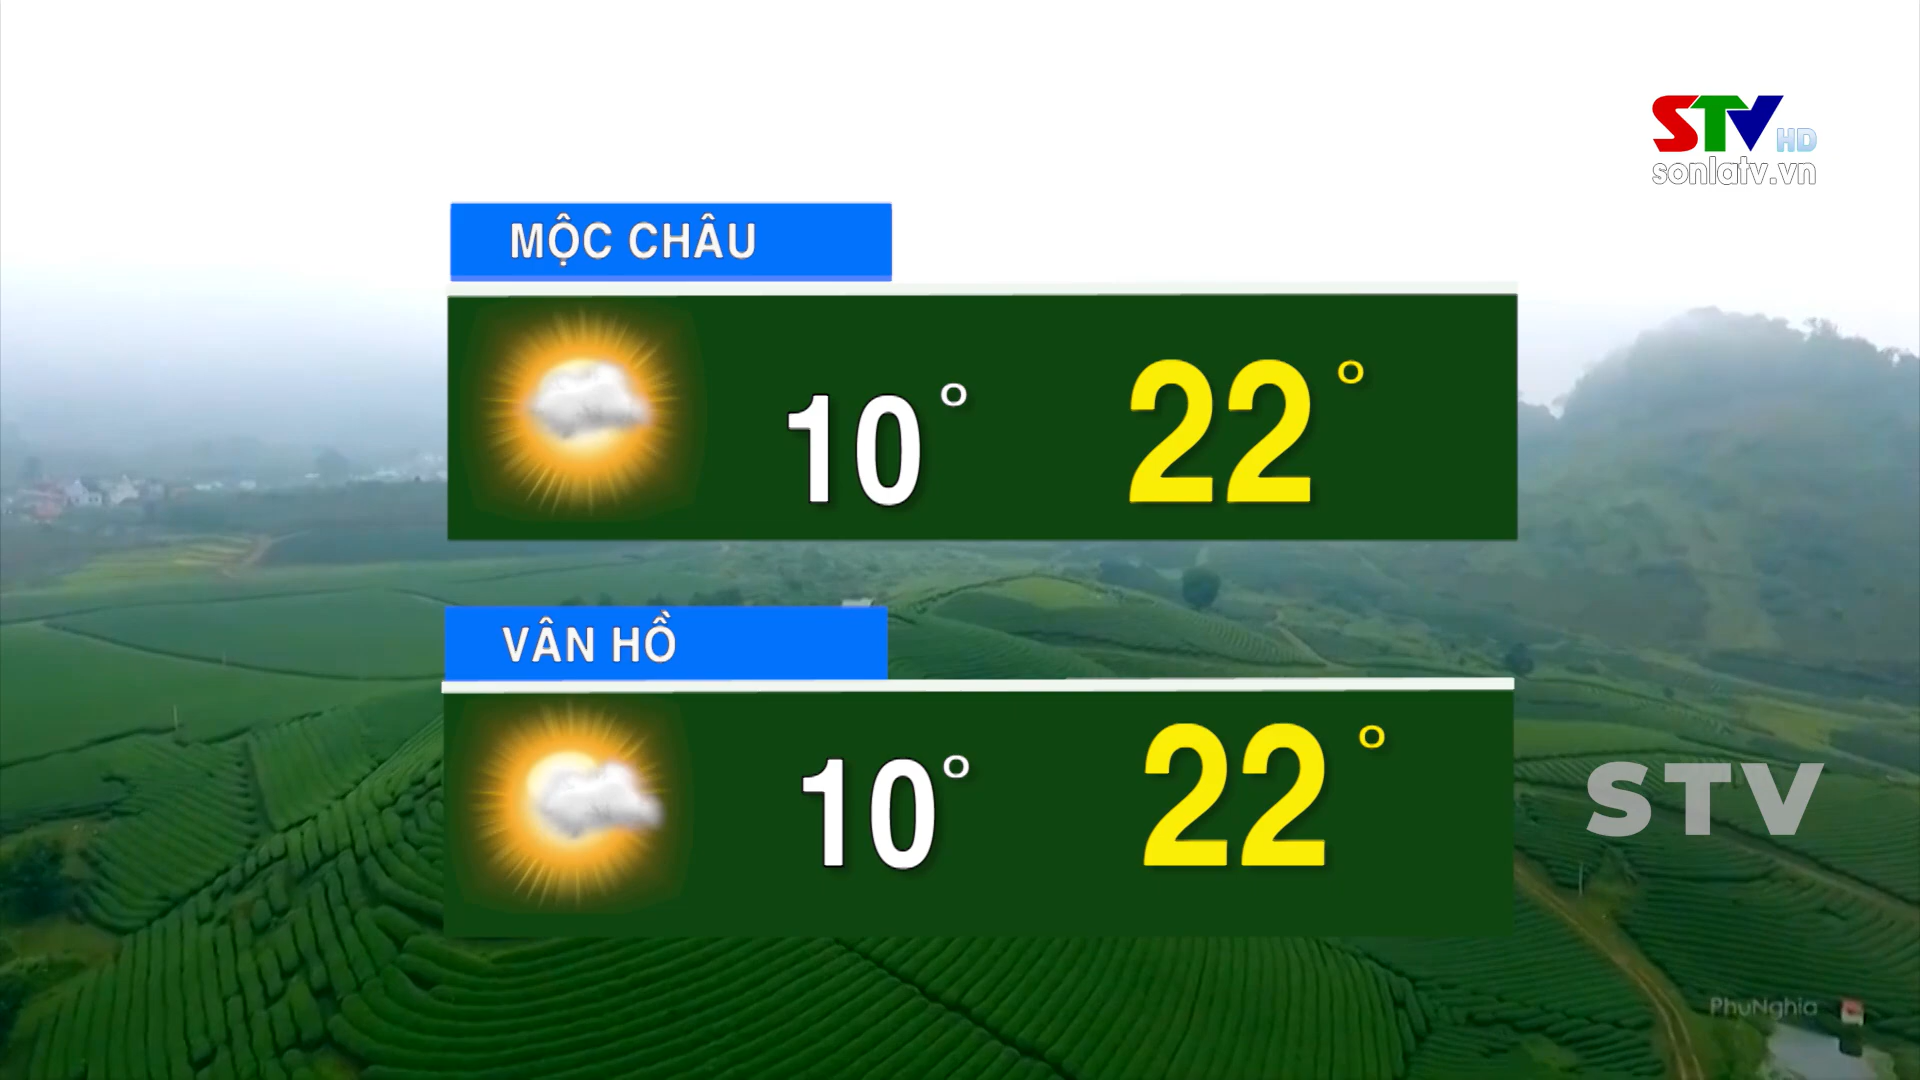 STV HD
sonlatv.vn
MỘC CHÂU
10° 22°
VÂN HỒ
10° 22°
STV
PhuNghia